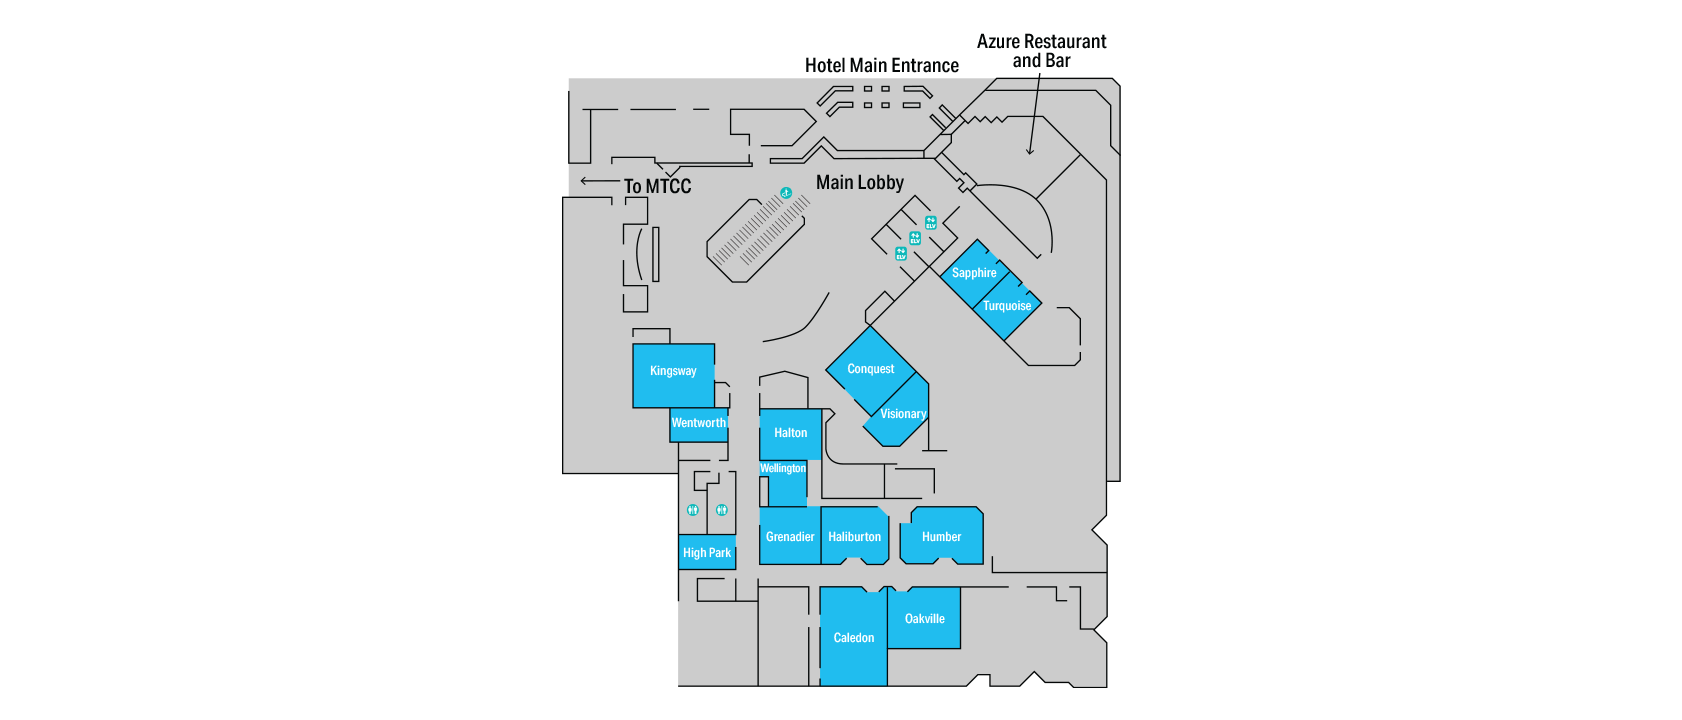 Azure Restaurant
and Bar
Hotel Main Entrance
To MTCC
Main Lobby
ELV
ELV
ELV
Sapphire
Turquoise
Kingsway
Conquest
Visionary
Wentworth
Halton
Wellington
Grenadier
Haliburton
Humber
High Park
Oakville
Caledon